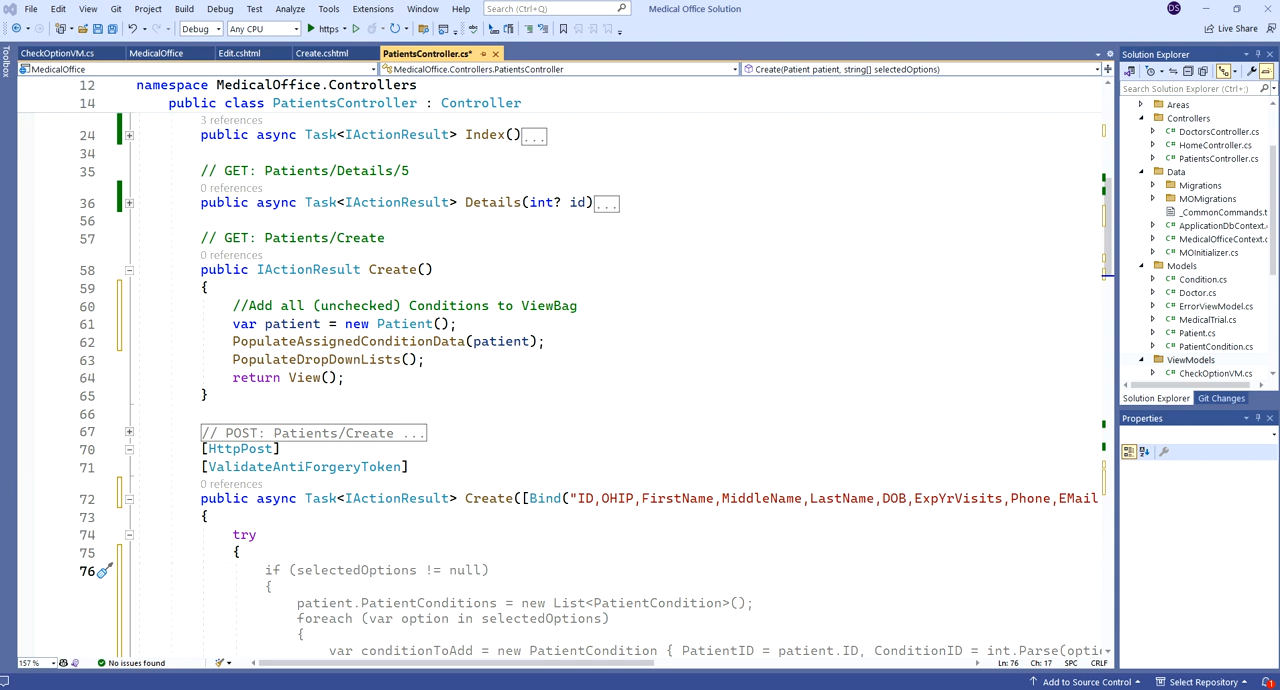 File Edit View Git Project Build Debug Test Analyze Tools Extensions Window Help Search (Ctrl+Q) Medical Office Solution DS
Debug Any CPU https Live Share
Toolbox
CheckOptionVM.cs MedicalOffice Edit.cshtml Create.cshtml PatientsController.cs*
MedicalOffice MedicalOffice.Controllers.PatientsController Create(Patient patient, string[] selectedOptions)
12 namespace MedicalOffice.Controllers
14 public class PatientsController : Controller
3 references
24 public async Task<IActionResult> Index()...
34
35 // GET: Patients/Details/5
0 references
36 public async Task<IActionResult> Details(int? id)...
56
57 // GET: Patients/Create
0 references
58 public IActionResult Create()
59 {
60 //Add all (unchecked) Conditions to ViewBag
61 var patient = new Patient();
62 PopulateAssignedConditionData(patient);
63 PopulateDropDownLists();
64 return View();
65 }
66
67 // POST: Patients/Create ...
70 [HttpPost]
71 [ValidateAntiForgeryToken]
0 references
72 public async Task<IActionResult> Create([Bind("ID,OHIP,FirstName,MiddleName,LastName,DOB,ExpYrVisits,Phone,EMail
73 {
74 try
75 {
76 if (selectedOptions != null)
{
patient.PatientConditions = new List<PatientCondition>();
foreach (var option in selectedOptions)
{
var conditionToAdd = new PatientCondition { PatientID = patient.ID, ConditionID = int.Parse(optio
157 % No issues found Ln: 76 Ch: 17 SPC CRLF
Solution Explorer
Search Solution Explorer (Ctrl+;)
Areas
Controllers
C# DoctorsController.cs
C# HomeController.cs
C# PatientsController.cs
Data
Migrations
MOMigrations
_CommonCommands.t
C# ApplicationDbContext.
C# MedicalOfficeContext.c
C# MOInitializer.cs
Models
C# Condition.cs
C# Doctor.cs
C# ErrorViewModel.cs
C# MedicalTrial.cs
C# Patient.cs
C# PatientCondition.cs
ViewModels
C# CheckOptionVM.cs
Solution Explorer Git Changes
Properties
Add to Source Control Select Repository 1